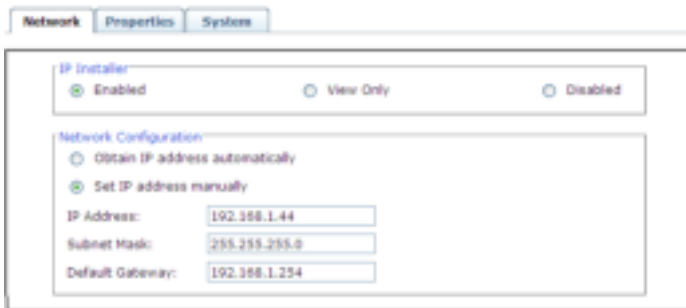 Network Properties System
IP Installer
Enabled View Only Disabled
Network Configuration
Obtain IP address automatically
Set IP address manually
IP Address: 192.168.1.44
Subnet Mask: 255.255.255.0
Default Gateway: 192.168.1.254